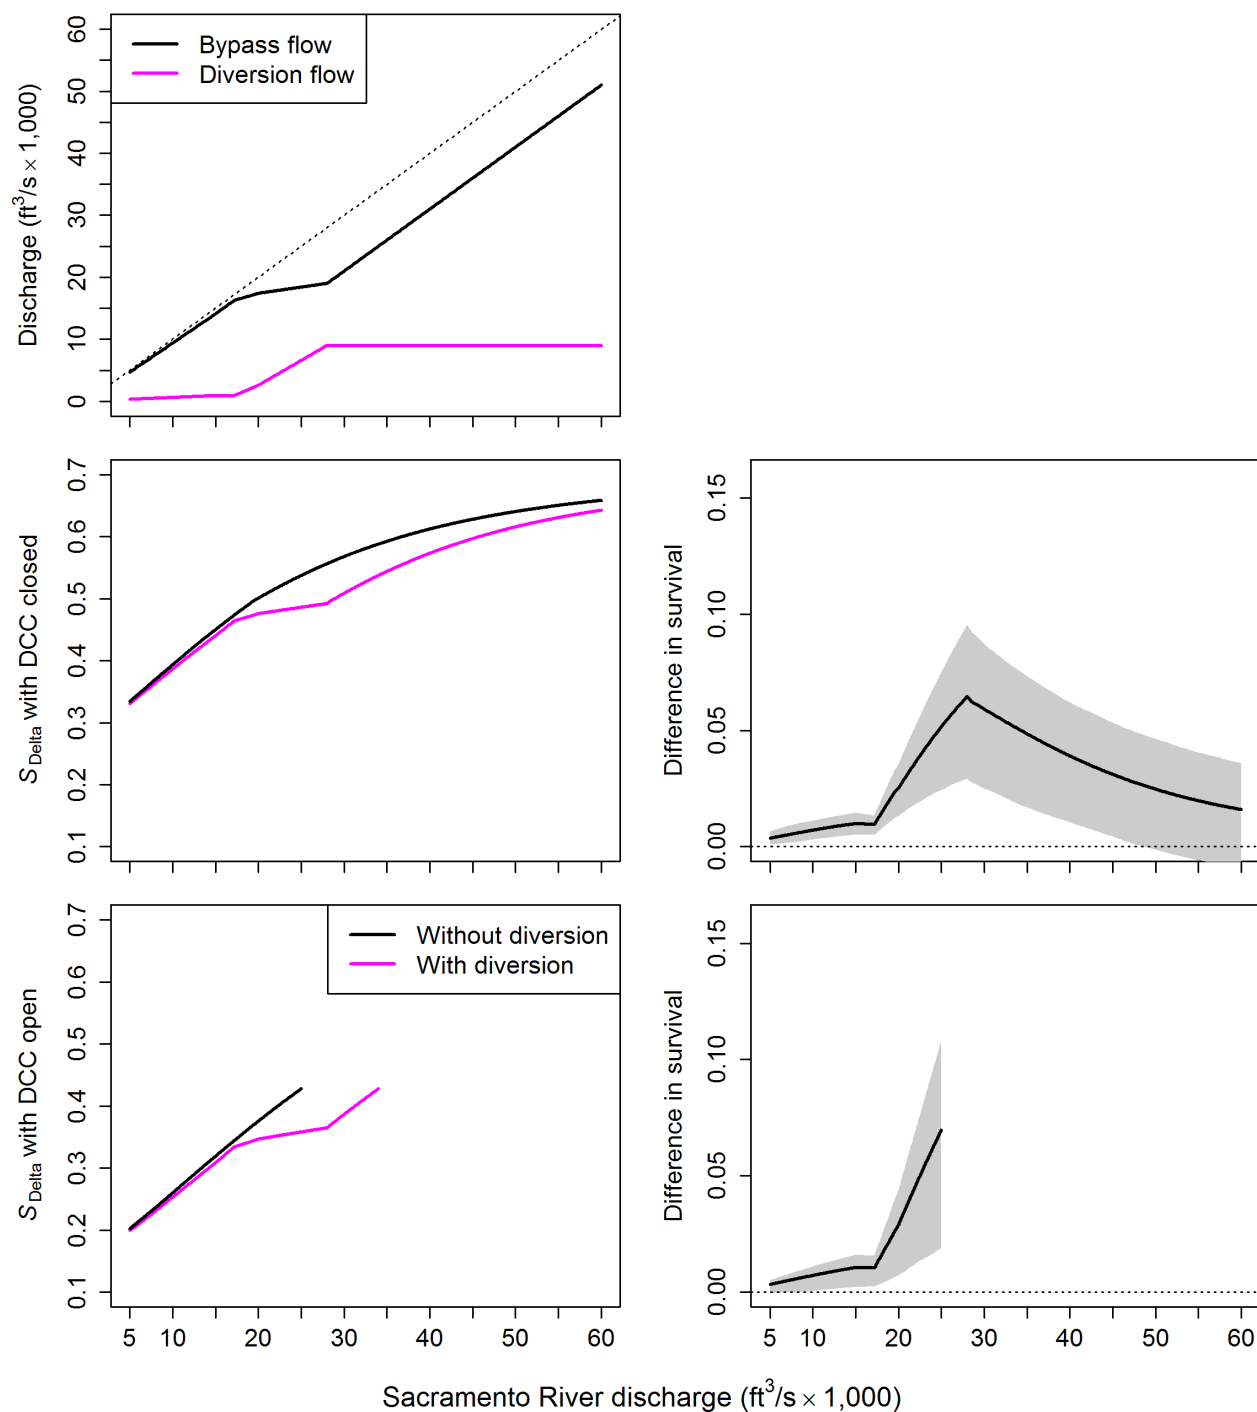 Bypass flow
Diversion flow
Discharge (ft³/s × 1,000)
0 10 20 30 40 50 60
S_Delta with DCC closed
0.1 0.2 0.3 0.4 0.5 0.6 0.7
Difference in survival
0.00 0.05 0.10 0.15
Without diversion
With diversion
S_Delta with DCC open
0.1 0.2 0.3 0.4 0.5 0.6 0.7
5 10 20 30 40 50 60
Difference in survival
0.00 0.05 0.10 0.15
5 10 20 30 40 50 60
Sacramento River discharge (ft³/s × 1,000)